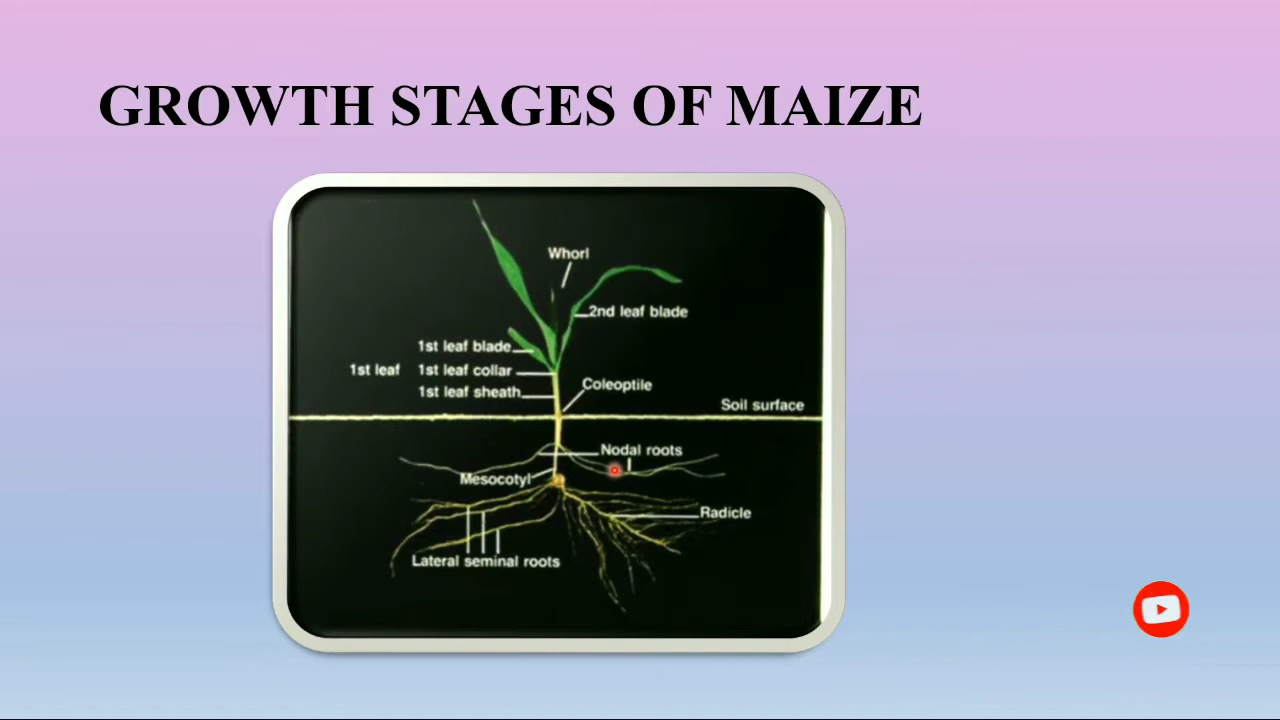 GROWTH STAGES OF MAIZE
Whorl
2nd leaf blade
1st leaf blade
1st leaf 1st leaf collar
1st leaf sheath
Coleoptile
Soil surface
Nodal roots
Mesocotyl
Radicle
Lateral seminal roots